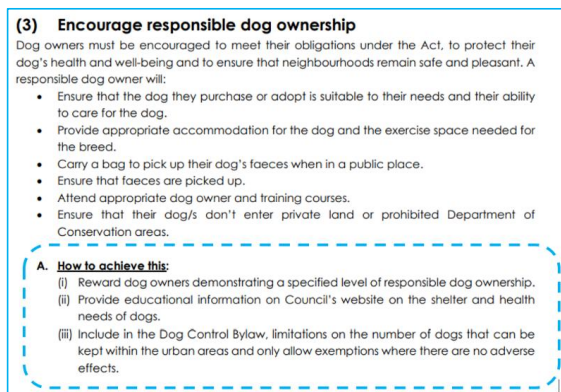 (3) Encourage responsible dog ownership
Dog owners must be encouraged to meet their obligations under the Act, to protect their
dog's health and well-being and to ensure that neighbourhoods remain safe and pleasant. A
responsible dog owner will:
• Ensure that the dog they purchase or adopt is suitable to their needs and their ability
to care for the dog.
• Provide appropriate accommodation for the dog and the exercise space needed for
the breed.
• Carry a bag to pick up their dog's faeces when in a public place.
• Ensure that faeces are picked up.
• Attend appropriate dog owner and training courses.
• Ensure that their dog/s don't enter private land or prohibited Department of
Conservation areas.
A. How to achieve this:
(i) Reward dog owners demonstrating a specified level of responsible dog ownership.
(ii) Provide educational information on Council's website on the shelter and health
needs of dogs.
(iii) Include in the Dog Control Bylaw, limitations on the number of dogs that can be
kept within the urban areas and only allow exemptions where there are no adverse
effects.